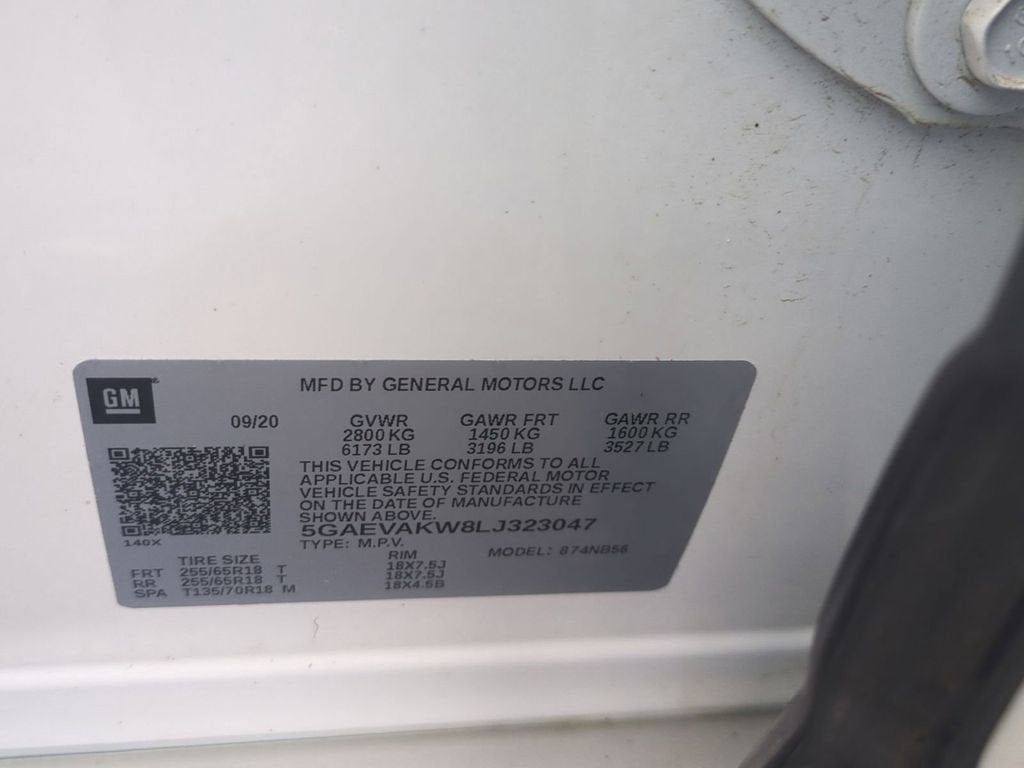 GM
MFD BY GENERAL MOTORS LLC
09/20 GVWR GAWR FRT GAWR RR
2800 KG 1450 KG 1600 KG
6173 LB 3196 LB 3527 LB
THIS VEHICLE CONFORMS TO ALL
APPLICABLE U.S. FEDERAL MOTOR
VEHICLE SAFETY STANDARDS IN EFFECT
ON THE DATE OF MANUFACTURE
SHOWN ABOVE.
5GAEVAKW8LJ323047
140X
TYPE: M.P.V. MODEL: 874NB56
TIRE SIZE RIM
FRT 255/65R18 T 18X7.5J
RR 255/65R18 T 18X7.5J
SPA T135/70R18 M 18X4.5B